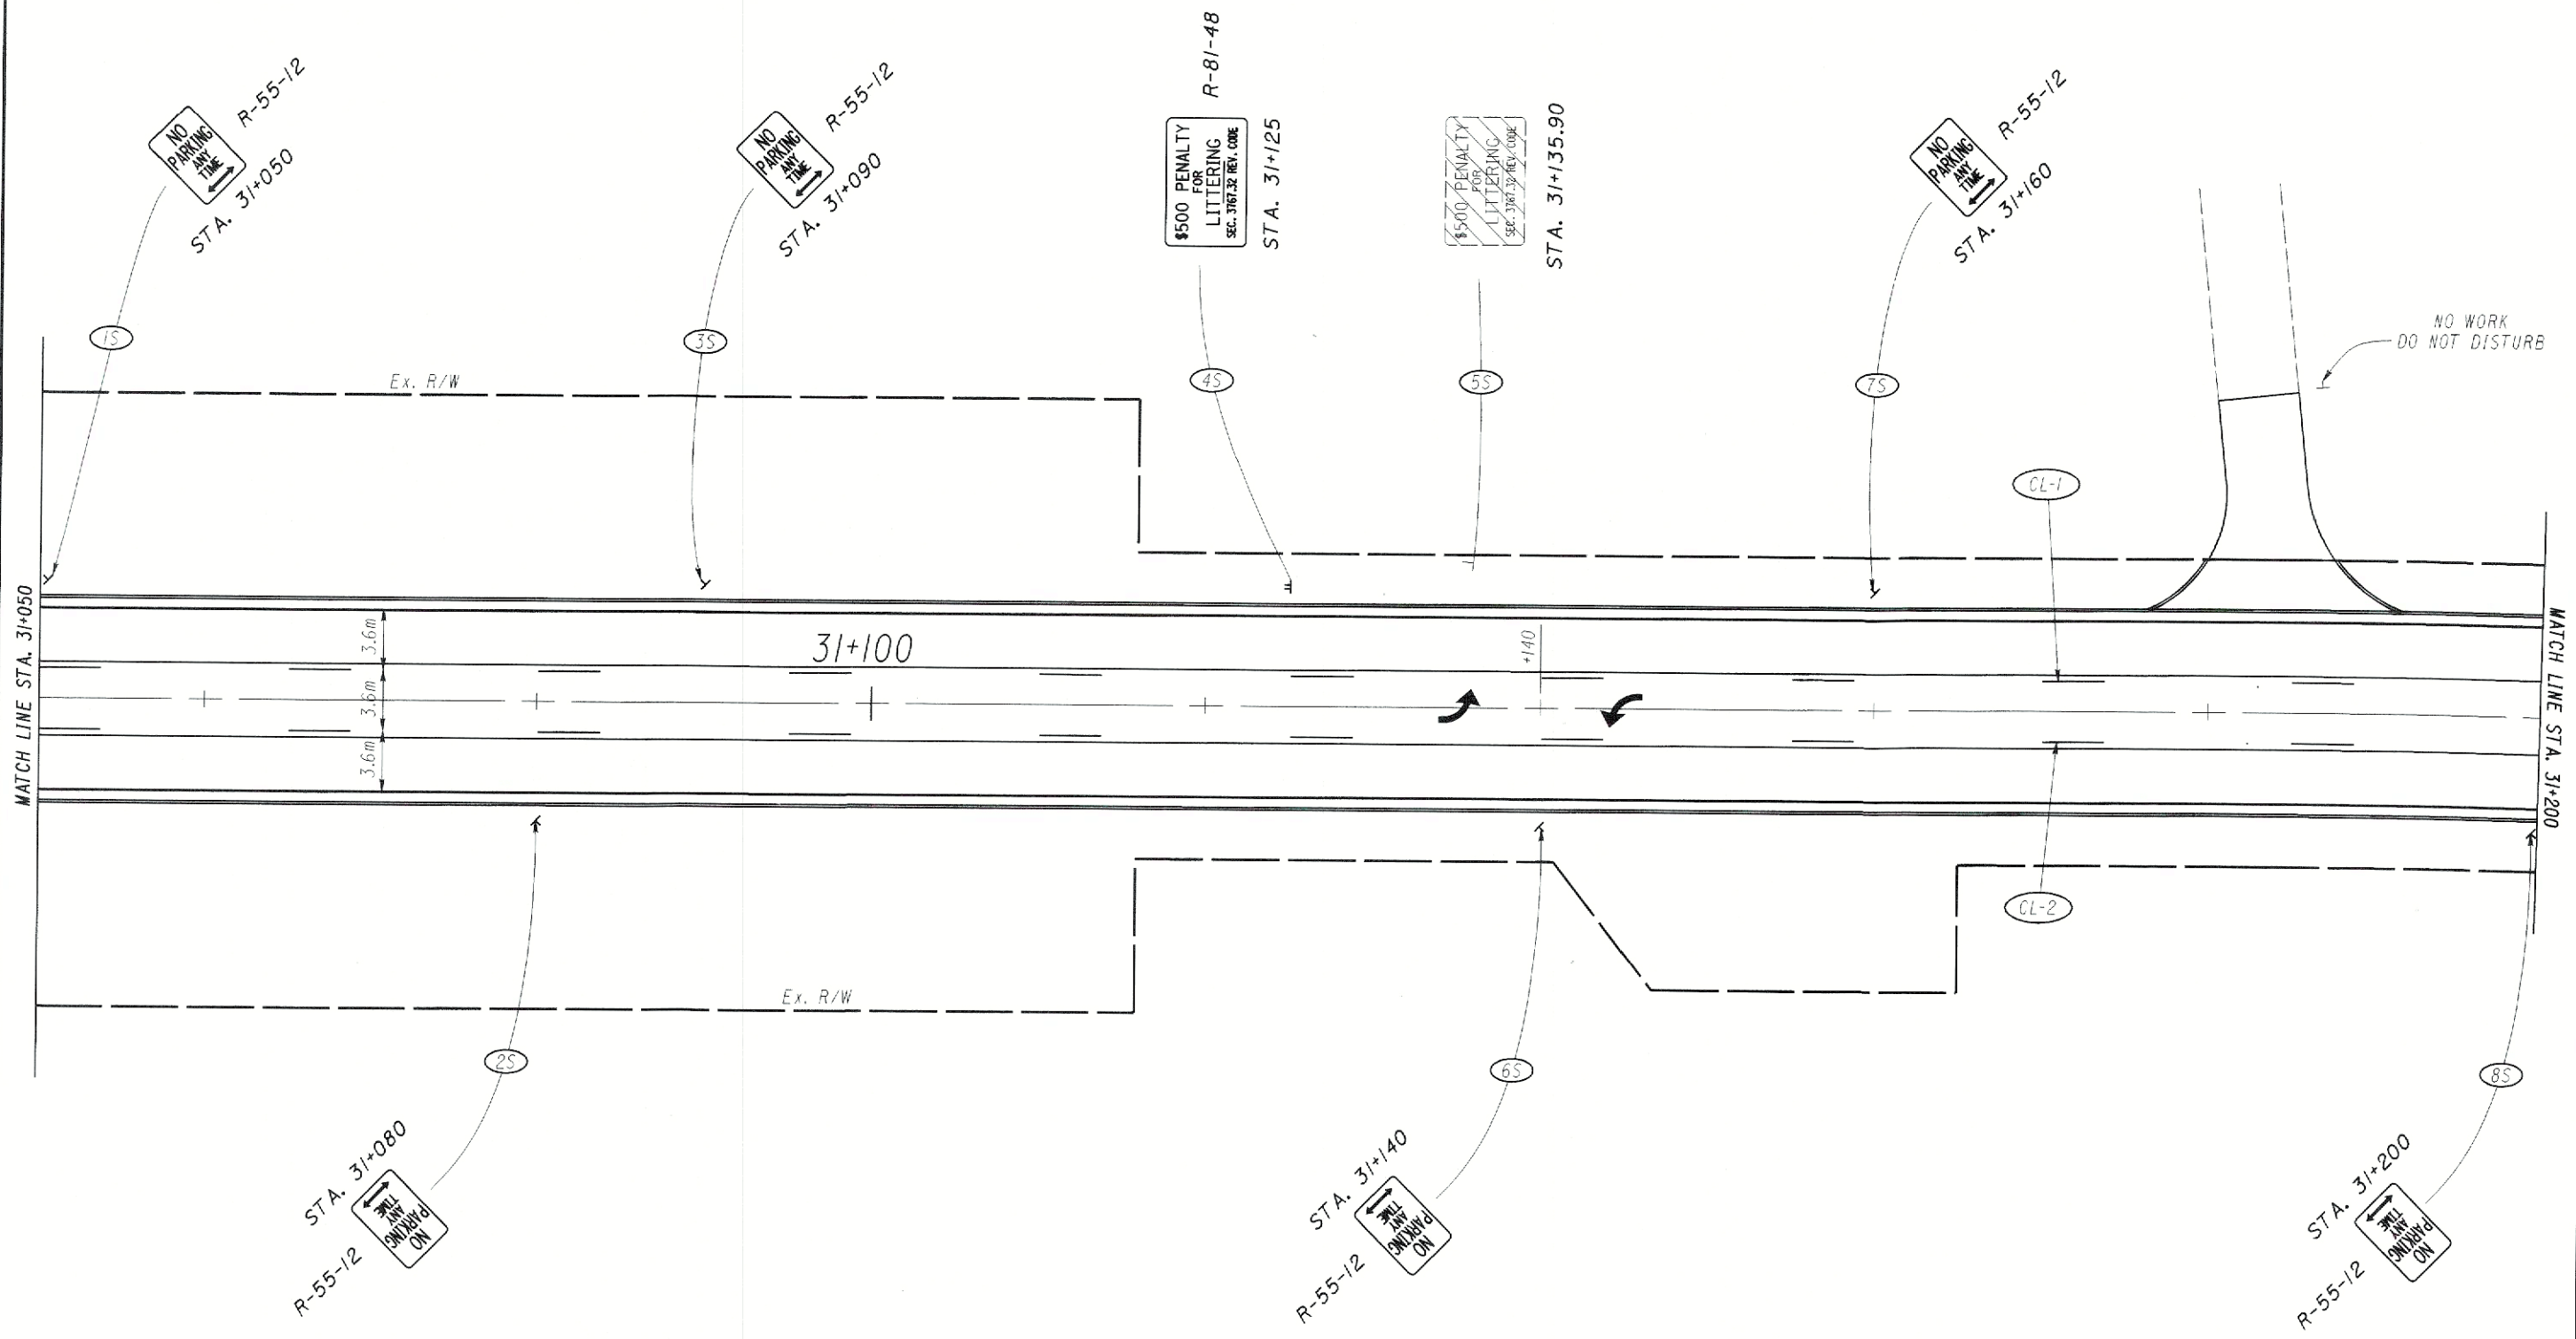 NO
PARKING
ANY
TIME
R-55-12
STA. 31+050
1S
NO
PARKING
ANY
TIME
R-55-12
STA. 31+090
3S
$500 PENALTY
FOR
LITTERING
SEC. 3767.32 REV. CODE
R-81-48
STA. 31+125
4S
$500 PENALTY
FOR
LITTERING
SEC. 3767.32 REV. CODE
STA. 31+135.90
5S
NO
PARKING
ANY
TIME
R-55-12
STA. 31+160
7S
NO WORK
DO NOT DISTURB
Ex. R/W
CL-1
MATCH LINE STA. 31+050
3.6m
3.6m
3.6m
31+100
+140
MATCH LINE STA. 31+200
CL-2
Ex. R/W
2S
STA. 31+080
NO
PARKING
ANY
TIME
R-55-12
6S
STA. 31+140
NO
PARKING
ANY
TIME
R-55-12
8S
STA. 31+200
NO
PARKING
ANY
TIME
R-55-12